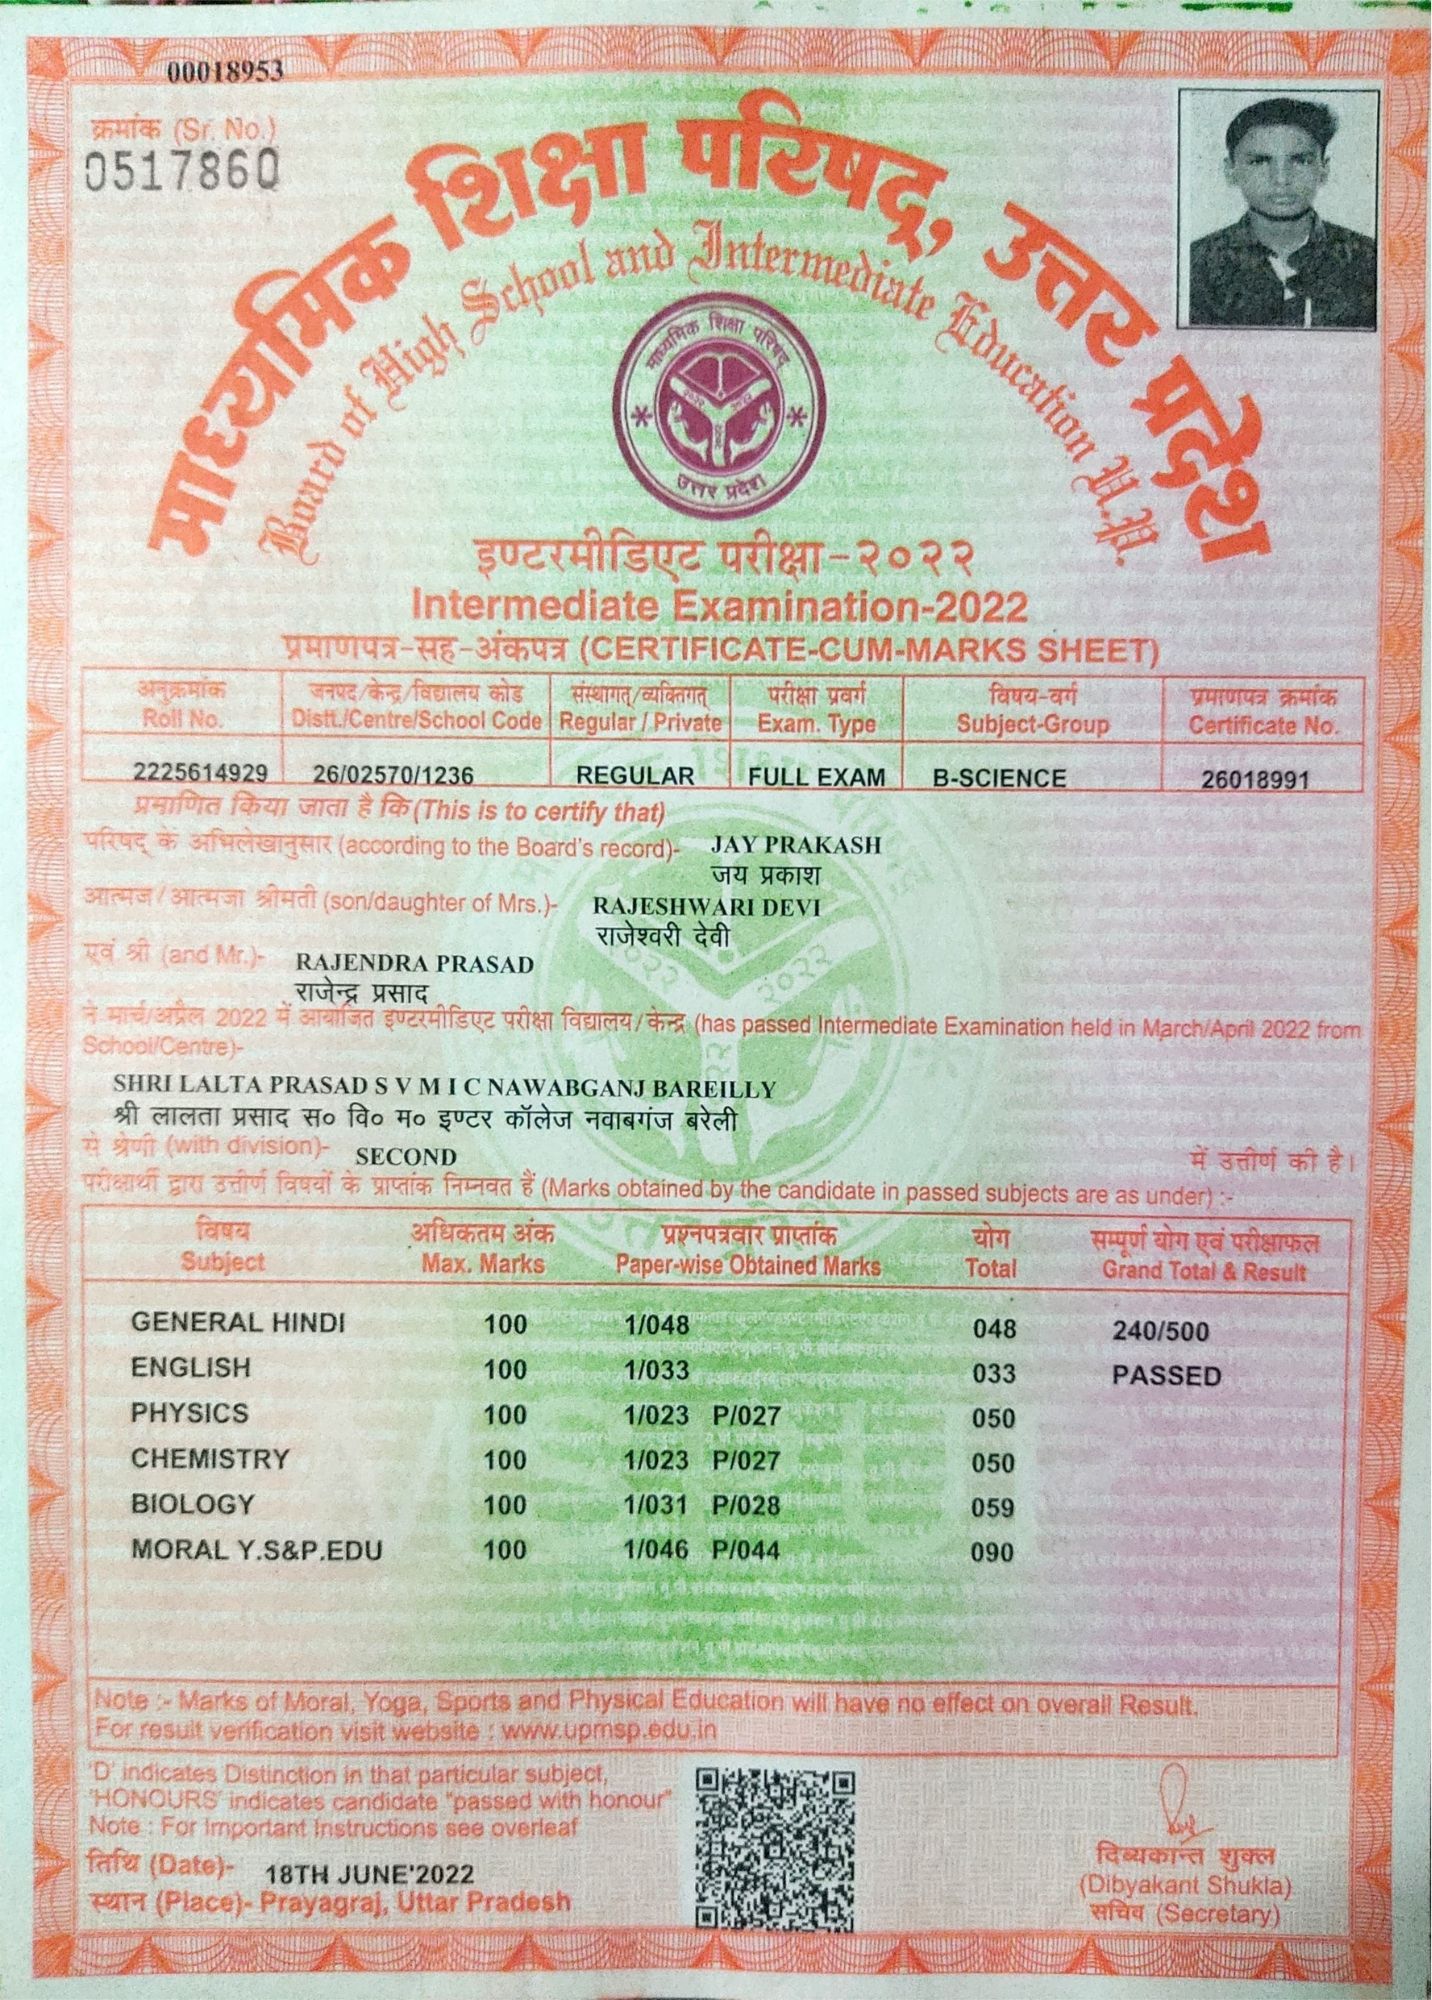 00018953
क्रमांक (Sr. No.)
0517860
माध्यमिक शिक्षा परिषद्, उत्तर प्रदेश
Board of High School and Intermediate Education U.P.
माध्यमिक शिक्षा परिषद्
उत्तर प्रदेश
इण्टरमीडिएट परीक्षा-२०२२
Intermediate Examination-2022
प्रमाणपत्र-सह-अंकपत्र (CERTIFICATE-CUM-MARKS SHEET)
अनुक्रमांक जनपद/केन्द्र/विद्यालय कोड संस्थागत/व्यक्तिगत परीक्षा प्रवर्ग विषय-वर्ग प्रमाणपत्र क्रमांक
Roll No. Distt./Centre/School Code Regular / Private Exam. Type Subject-Group Certificate No.
2225614929 26/02570/1236 REGULAR FULL EXAM B-SCIENCE 26018991
प्रमाणित किया जाता है कि (This is to certify that)
परिषद् के अभिलेखानुसार (according to the Board's record)- JAY PRAKASH
जय प्रकाश
आत्मज/आत्मजा श्रीमती (son/daughter of Mrs.)- RAJESHWARI DEVI
राजेश्वरी देवी
एवं श्री (and Mr.)- RAJENDRA PRASAD
राजेन्द्र प्रसाद
ने मार्च/अप्रैल 2022 में आयोजित इण्टरमीडिएट परीक्षा विद्यालय/केन्द्र (has passed Intermediate Examination held in March/April 2022 from
School/Centre)-
SHRI LALTA PRASAD S V M I C NAWABGANJ BAREILLY
श्री लालता प्रसाद स० वि० म० इण्टर कॉलेज नवाबगंज बरेली
से श्रेणी (with division)- SECOND में उत्तीर्ण की है।
परीक्षार्थी द्वारा उत्तीर्ण विषयों के प्राप्तांक निम्नवत हैं (Marks obtained by the candidate in passed subjects are as under) :-
विषय अधिकतम अंक प्रश्नपत्रवार प्राप्तांक योग सम्पूर्ण योग एवं परीक्षाफल
Subject Max. Marks Paper-wise Obtained Marks Total Grand Total & Result
GENERAL HINDI 100 1/048 048 240/500
ENGLISH 100 1/033 033 PASSED
PHYSICS 100 1/023 P/027 050
CHEMISTRY 100 1/023 P/027 050
BIOLOGY 100 1/031 P/028 059
MORAL Y.S&P.EDU 100 1/046 P/044 090
Note :- Marks of Moral, Yoga, Sports and Physical Education will have no effect on overall Result.
For result verification visit website : www.upmsp.edu.in
'D' indicates Distinction in that particular subject,
'HONOURS' indicates candidate "passed with honour"
Note : For Important Instructions see overleaf
तिथि (Date)- 18TH JUNE'2022
स्थान (Place)- Prayagraj, Uttar Pradesh
दिब्यकान्त शुक्ल
(Dibyakant Shukla)
सचिव (Secretary)